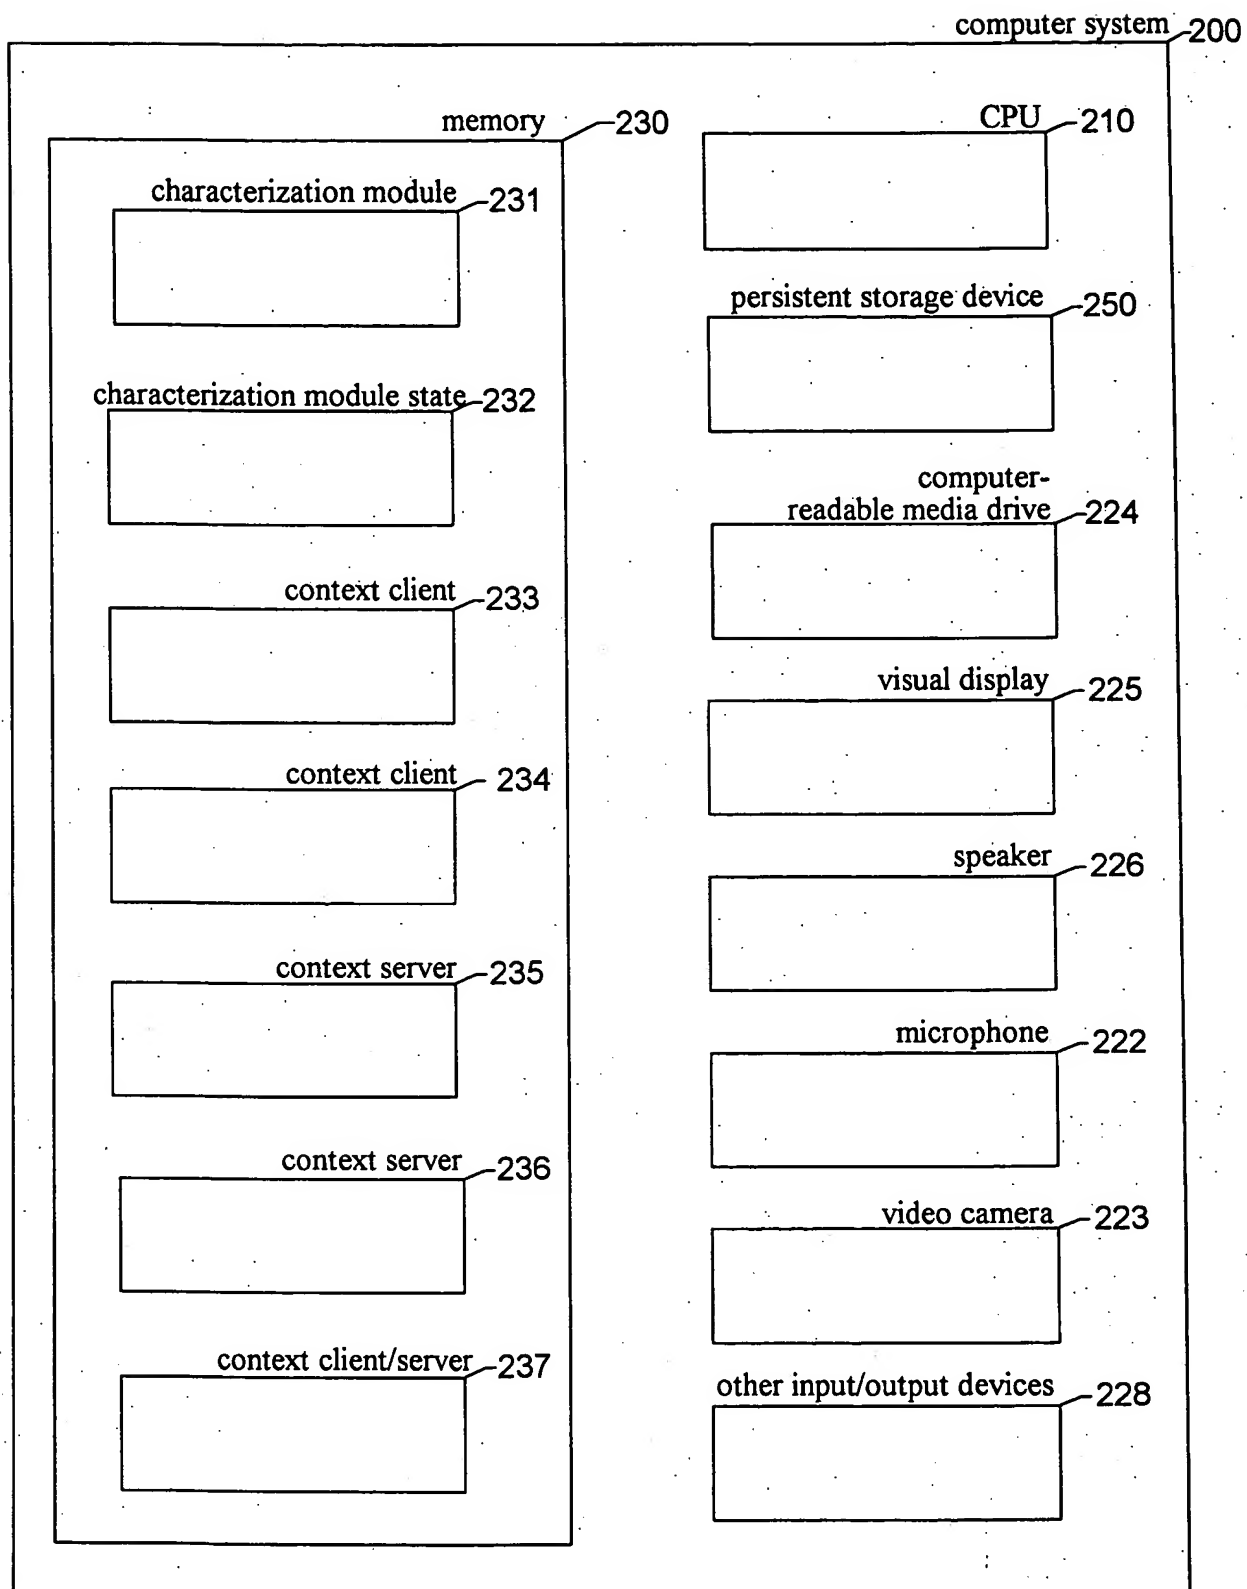 computer system 200
memory 230
characterization module 231
characterization module state 232
context client 233
context client 234
context server 235
context server 236
context client/server 237
CPU 210
persistent storage device 250
computer-
readable media drive 224
visual display 225
speaker 226
microphone 222
video camera 223
other input/output devices 228